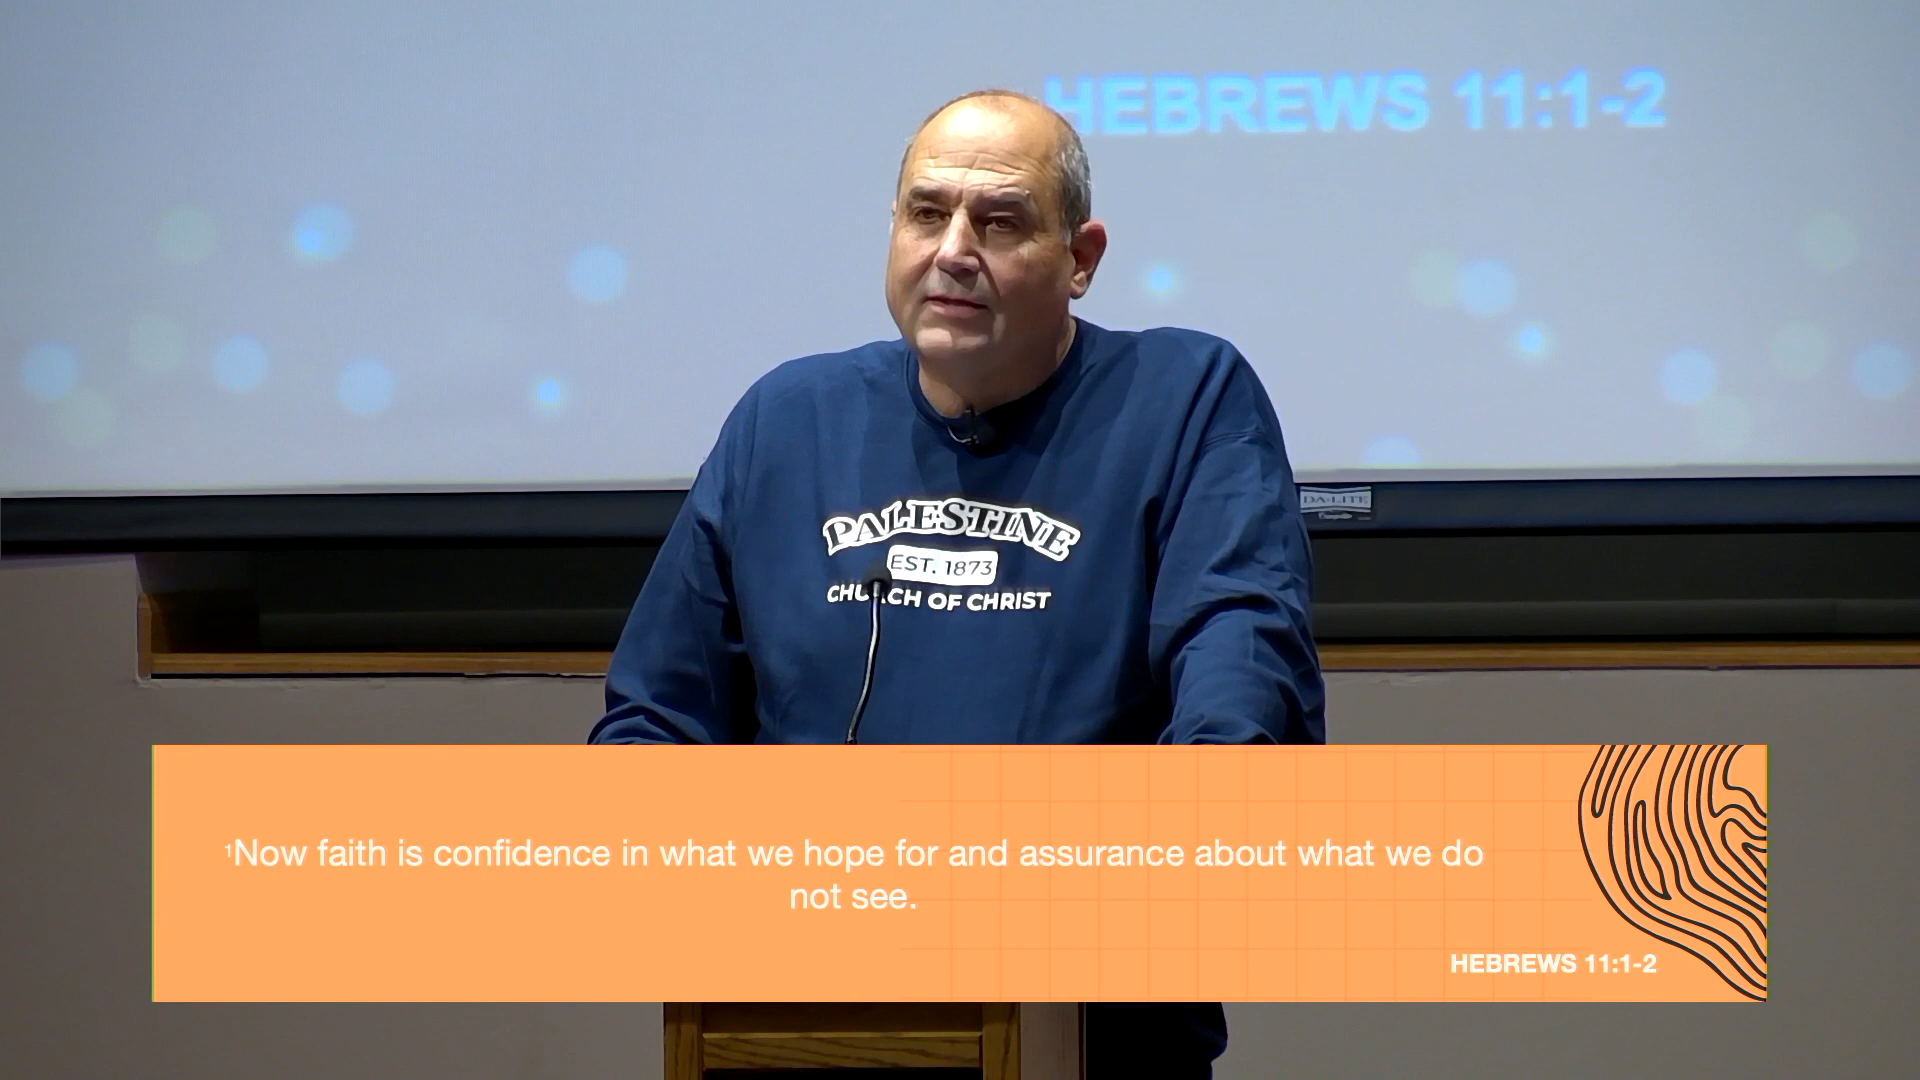 HEBREWS 11:1-2
PALESTINE
EST. 1873
CHURCH OF CHRIST
DA-LITE
¹Now faith is confidence in what we hope for and assurance about what we do
not see.
HEBREWS 11:1-2